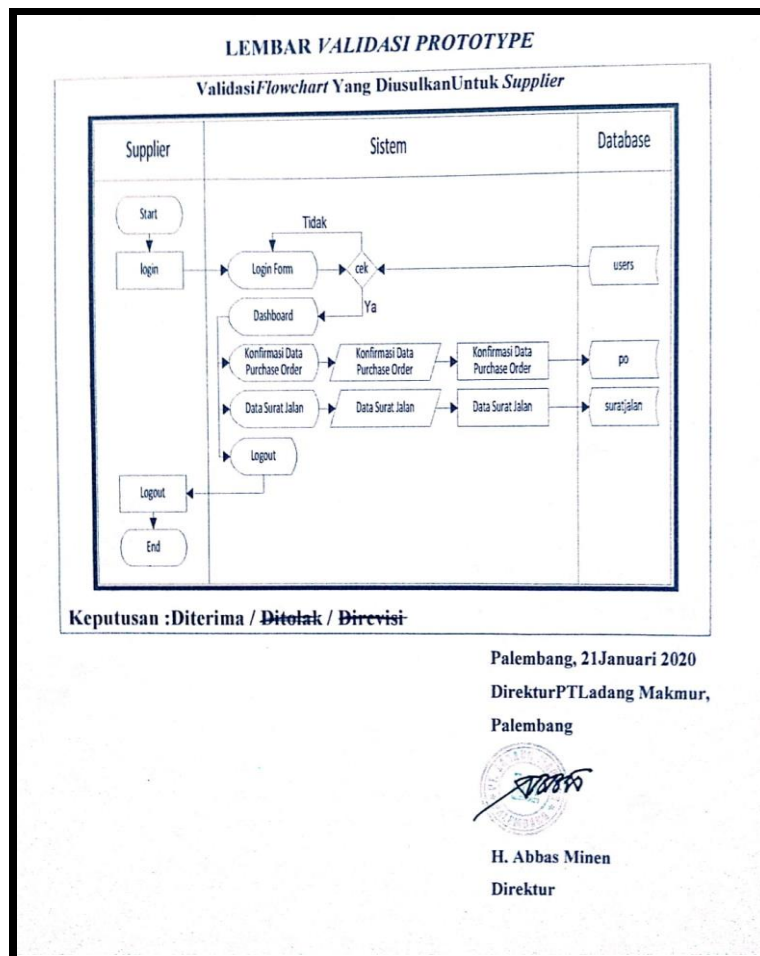 LEMBAR VALIDASI PROTOTYPE
ValidasiFlowchart Yang DiusulkanUntuk Supplier
Supplier
Sistem
Database
Start
Tidak
login
Login Form
cek
users
Ya
Dashboard
Konfirmasi Data
Purchase Order
Konfirmasi Data
Purchase Order
Konfirmasi Data
Purchase Order
po
Data Surat Jalan
Data Surat Jalan
Data Surat Jalan
suratjalan
Logout
Logout
End
Keputusan :Diterima / Ditolak / Direvisi
Palembang, 21Januari 2020
DirekturPTLadang Makmur,
Palembang
H. Abbas Minen
Direktur